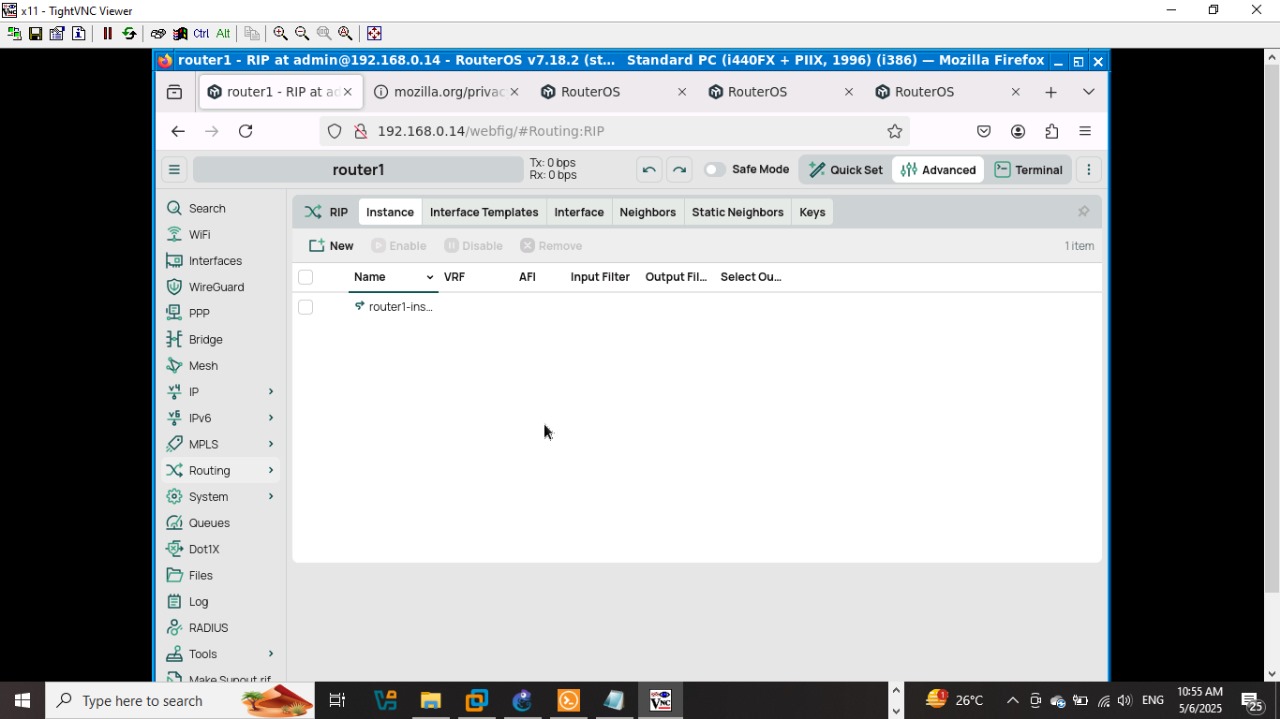 x11 - TightVNC Viewer
Ctrl Alt
router1 - RIP at admin@192.168.0.14 - RouterOS v7.18.2 (st... Standard PC (i440FX + PIIX, 1996) (i386) — Mozilla Firefox
router1 - RIP at ad
mozilla.org/privac
RouterOS
RouterOS
RouterOS
192.168.0.14/webfig/#Routing:RIP
router1
Tx: 0 bps
Rx: 0 bps
Safe Mode
Quick Set
Advanced
Terminal
Search
WiFi
Interfaces
WireGuard
PPP
Bridge
Mesh
IP
IPv6
MPLS
Routing
System
Queues
Dot1X
Files
Log
RADIUS
Tools
Make Supout.rif
RIP Instance Interface Templates Interface Neighbors Static Neighbors Keys
New Enable Disable Remove 1 item
Name VRF AFI Input Filter Output Fil... Select Ou...
router1-ins...
Type here to search
26°C
ENG
10:55 AM
5/6/2025
25